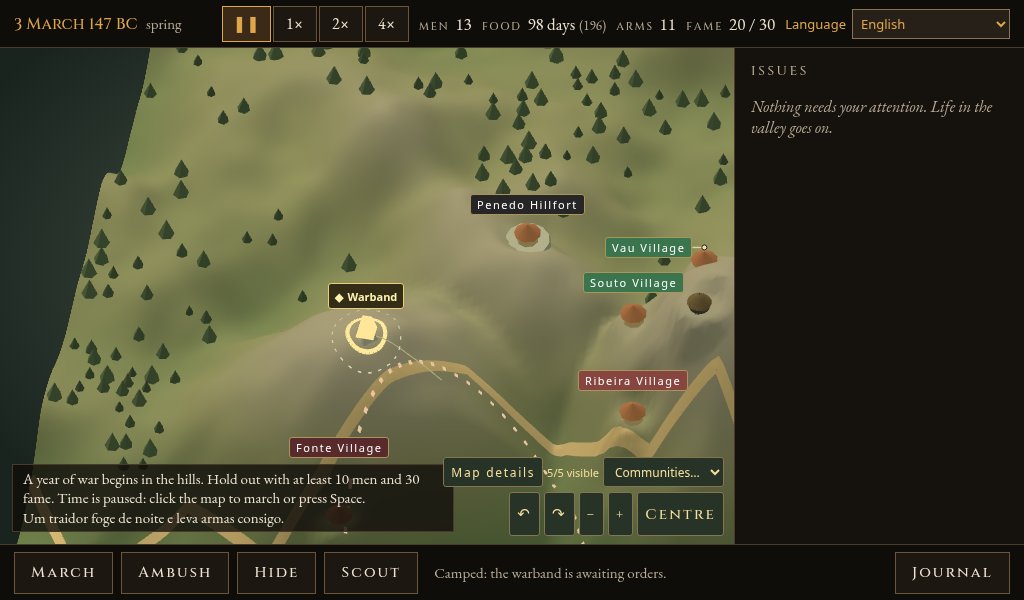 3 MARCH 147 BC spring
❚❚ 1× 2× 4×
MEN 13 FOOD 98 days (196) ARMS 11 FAME 20 / 30 Language English
ISSUES
Nothing needs your attention. Life in the
valley goes on.
Penedo Hillfort
Vau Village
Souto Village
◆ Warband
Ribeira Village
Fonte Village
A year of war begins in the hills. Hold out with at least 10 men and 30
fame. Time is paused: click the map to march or press Space.
Um traidor foge de noite e leva armas consigo.
Map details 5/5 visible Communities...
↶ ↷ − + CENTRE
MARCH AMBUSH HIDE SCOUT Camped: the warband is awaiting orders. JOURNAL